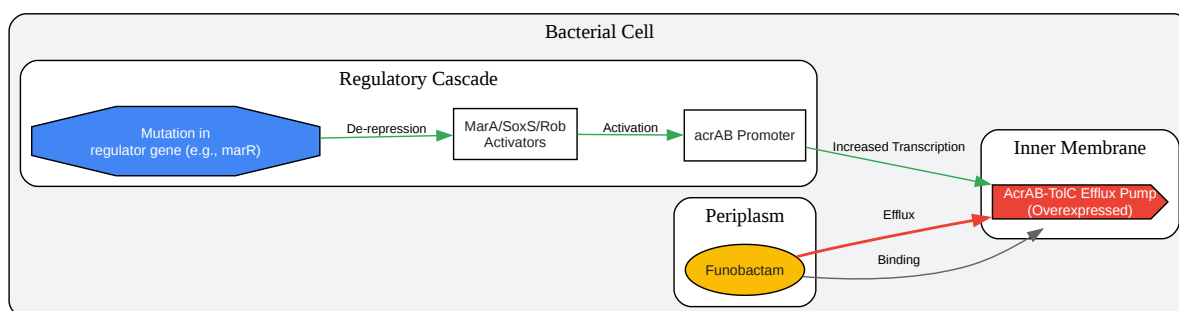 Bacterial Cell
Regulatory Cascade
Mutation in
regulator gene (e.g., marR)
De-repression
MarA/SoxS/Rob
Activators
Activation
acrAB Promoter
Increased Transcription
Inner Membrane
AcrAB-TolC Efflux Pump
(Overexpressed)
Periplasm
Funobactam
Efflux
Binding